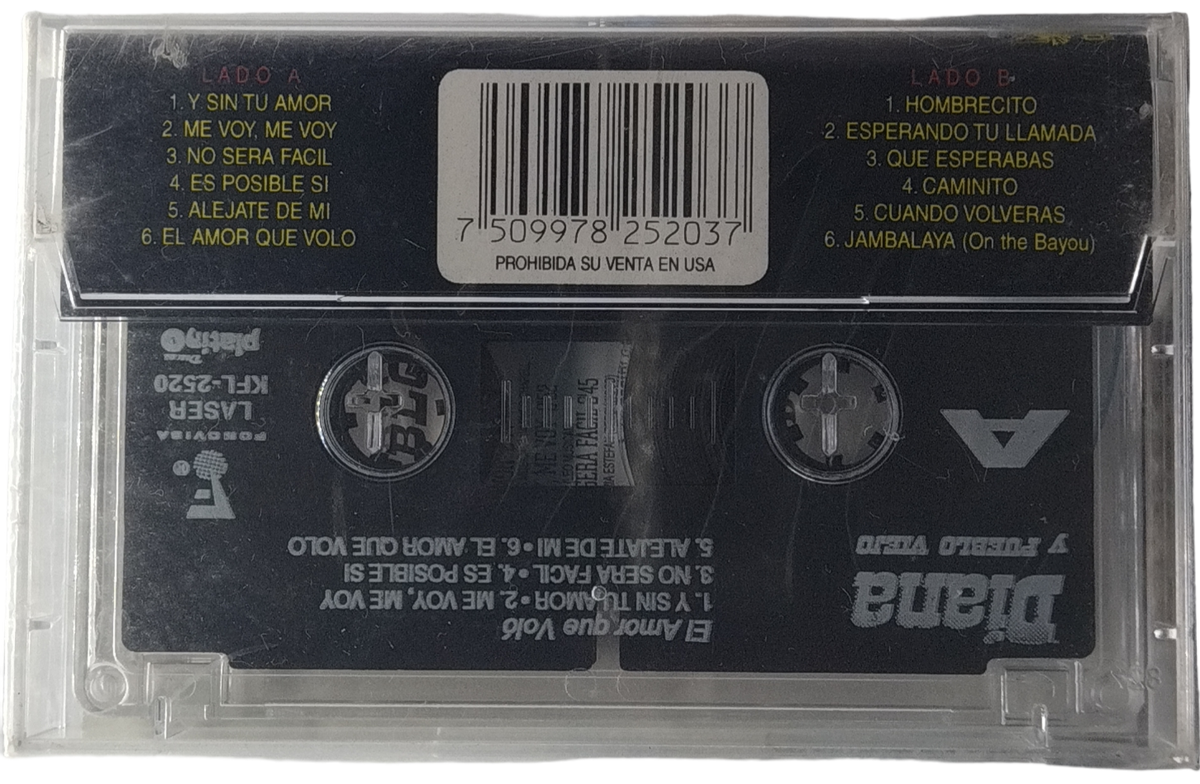 LADO A
1. Y SIN TU AMOR
2. ME VOY, ME VOY
3. NO SERA FACIL
4. ES POSIBLE SI
5. ALEJATE DE MI
6. EL AMOR QUE VOLO
7 509978 252037
PROHIBIDA SU VENTA EN USA
LADO B
1. HOMBRECITO
2. ESPERANDO TU LLAMADA
3. QUE ESPERABAS
4. CAMINITO
5. CUANDO VOLVERAS
6. JAMBALAYA (On the Bayou)
Diana
Y PUEBLO VIEJO
A
El Amor que Voló
1. Y SIN TU AMOR • 2. ME VOY, ME VOY
3. NO SERA FACIL • 4. ES POSIBLE SI
5. ALEJATE DE MI • 6. EL AMOR QUE VOLO
F ®
FONOVISA
LASER
KFL-2520
platino